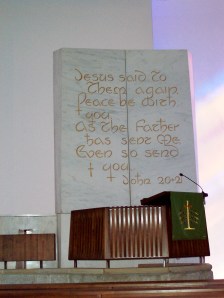 Jesus said to
Them again
Peace be with
you
As The Father
has sent Me
Even so send
I you.
John 20·21